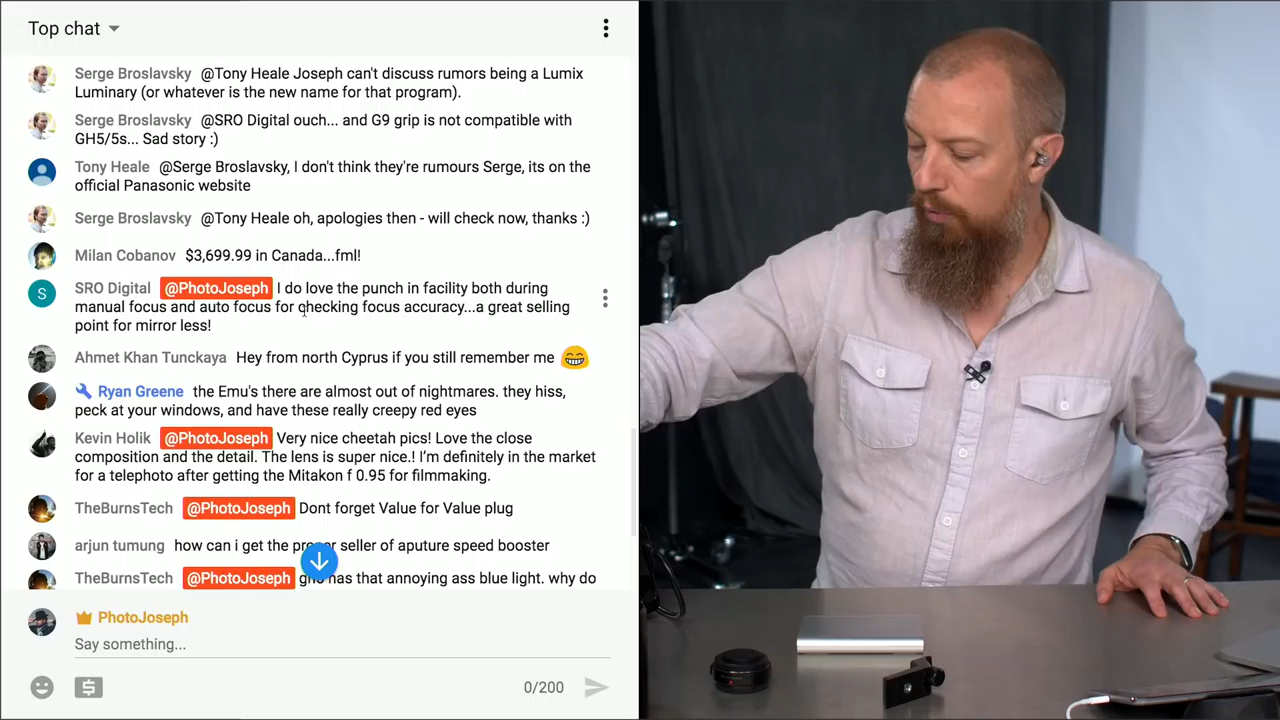 Top chat
Serge Broslavsky @Tony Heale Joseph can't discuss rumors being a Lumix
Luminary (or whatever is the new name for that program).
Serge Broslavsky @SRO Digital ouch... and G9 grip is not compatible with
GH5/5s... Sad story :)
Tony Heale @Serge Broslavsky, I don't think they're rumours Serge, its on the
official Panasonic website
Serge Broslavsky @Tony Heale oh, apologies then - will check now, thanks :)
Milan Cobanov $3,699.99 in Canada...fml!
S
SRO Digital @PhotoJoseph I do love the punch in facility both during
manual focus and auto focus for checking focus accuracy...a great selling
point for mirror less!
Ahmet Khan Tunckaya Hey from north Cyprus if you still remember me
Ryan Greene the Emu's there are almost out of nightmares. they hiss,
peck at your windows, and have these really creepy red eyes
Kevin Holik @PhotoJoseph Very nice cheetah pics! Love the close
composition and the detail. The lens is super nice.! I'm definitely in the market
for a telephoto after getting the Mitakon f 0.95 for filmmaking.
TheBurnsTech @PhotoJoseph Dont forget Value for Value plug
arjun tumung how can i get the seller of aputure speed booster
TheBurnsTech @PhotoJoseph has that annoying ass blue light. why do
PhotoJoseph
Say something...
0/200